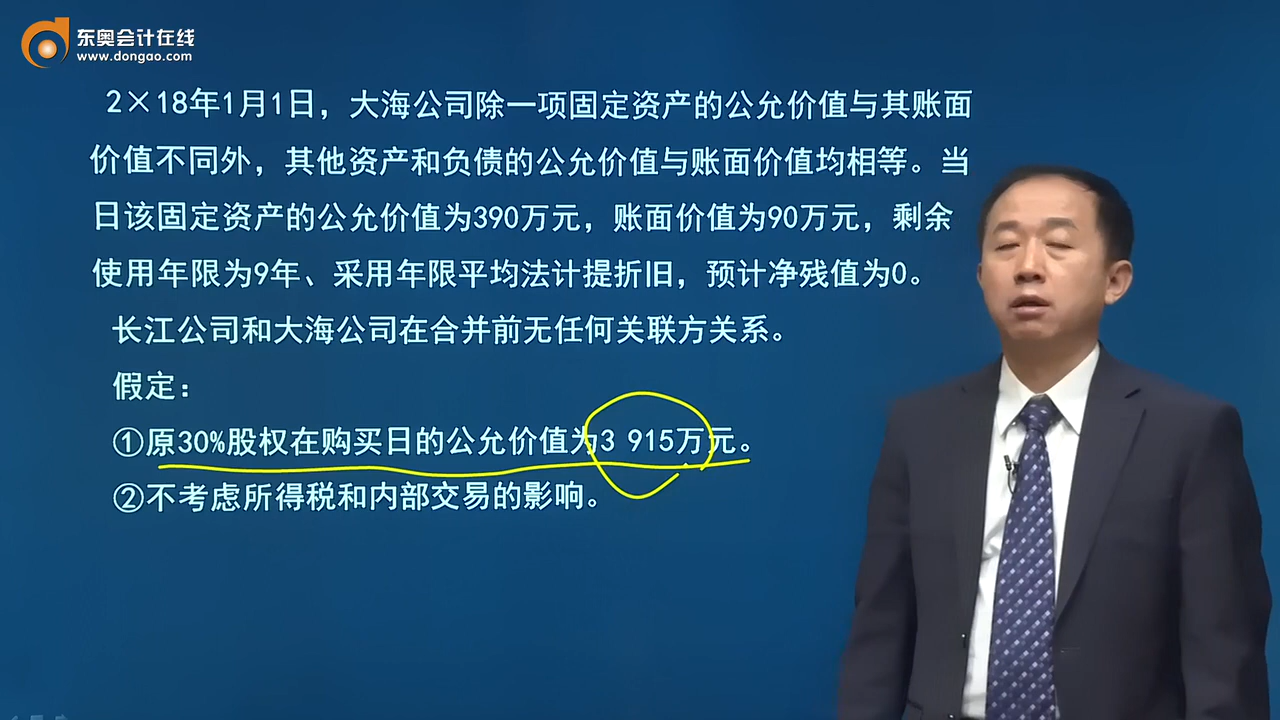 东奥会计在线
www.dongao.com
2×18年1月1日，大海公司除一项固定资产的公允价值与其账面
价值不同外，其他资产和负债的公允价值与账面价值均相等。当
日该固定资产的公允价值为390万元，账面价值为90万元，剩余
使用年限为9年、采用年限平均法计提折旧，预计净残值为0。
长江公司和大海公司在合并前无任何关联方关系。
假定：
①原30%股权在购买日的公允价值为3 915万元。
②不考虑所得税和内部交易的影响。